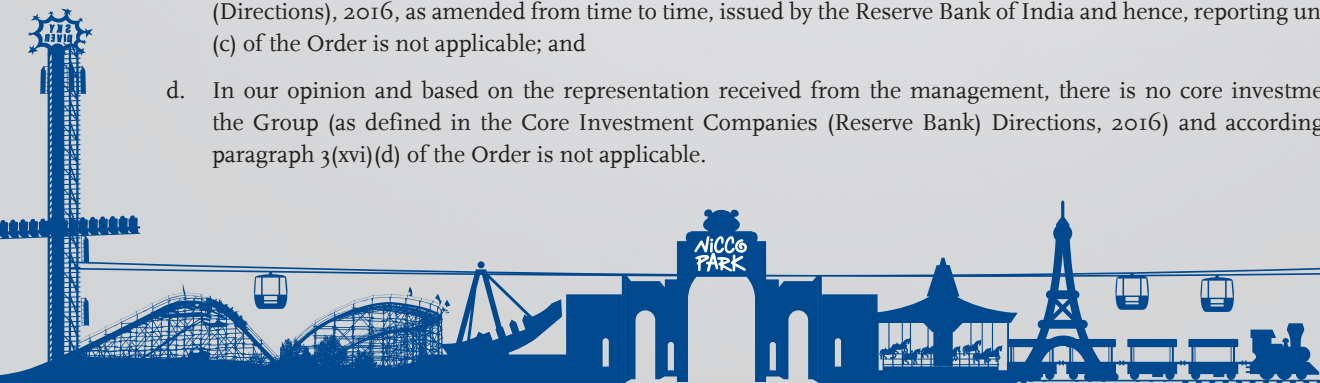 (Directions), 2016, as amended from time to time, issued by the Reserve Bank of India and hence, reporting un
(c) of the Order is not applicable; and
d. In our opinion and based on the representation received from the management, there is no core investme
the Group (as defined in the Core Investment Companies (Reserve Bank) Directions, 2016) and according
paragraph 3(xvi)(d) of the Order is not applicable.
SKY
DIVER
NICCO
PARK